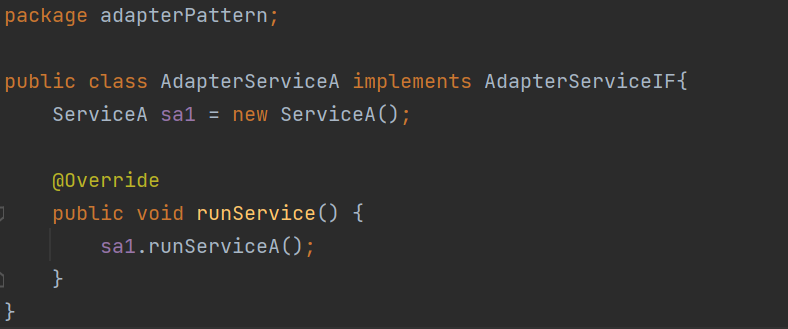 package adapterPattern;
public class AdapterServiceA implements AdapterServiceIF{
    ServiceA sa1 = new ServiceA();
    @Override
    public void runService() {
        sa1.runServiceA();
    }
}